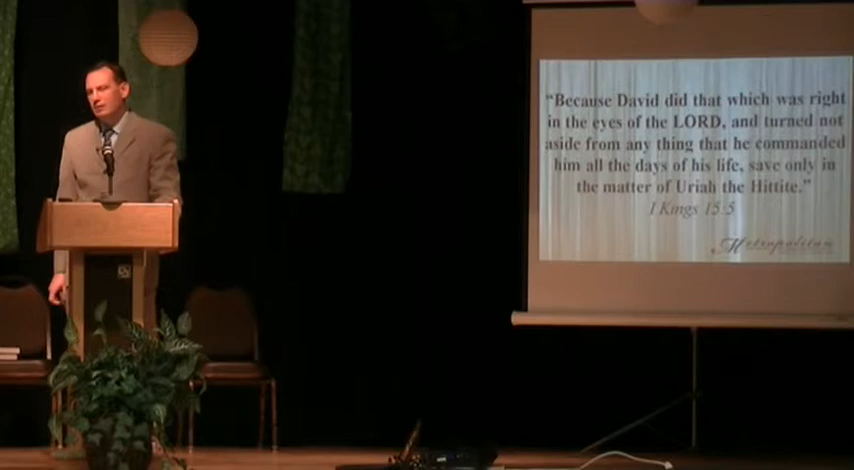 "Because David did that which was right
in the eyes of the LORD, and turned not
aside from any thing that he commanded
him all the days of his life, save only in
the matter of Uriah the Hittite."
I Kings 15:5
Metropolitan